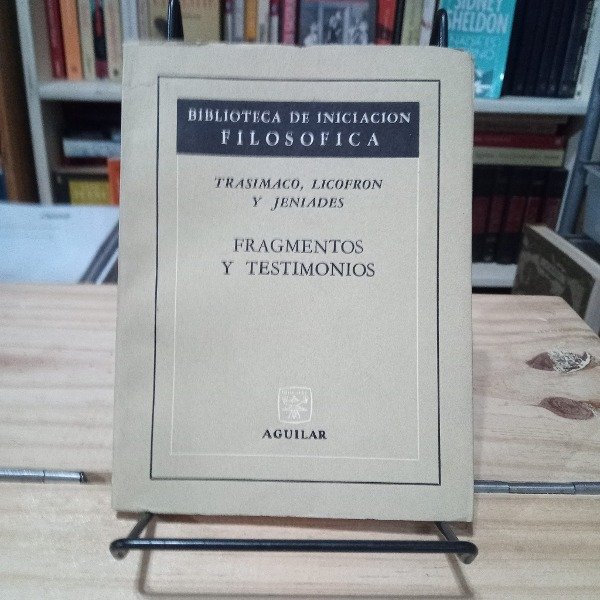 SIDNEY
SHELDON
BIBLIOTECA DE INICIACION
FILOSOFICA
TRASIMACO, LICOFRON
Y JENIADES
FRAGMENTOS
Y TESTIMONIOS
AGUILAR